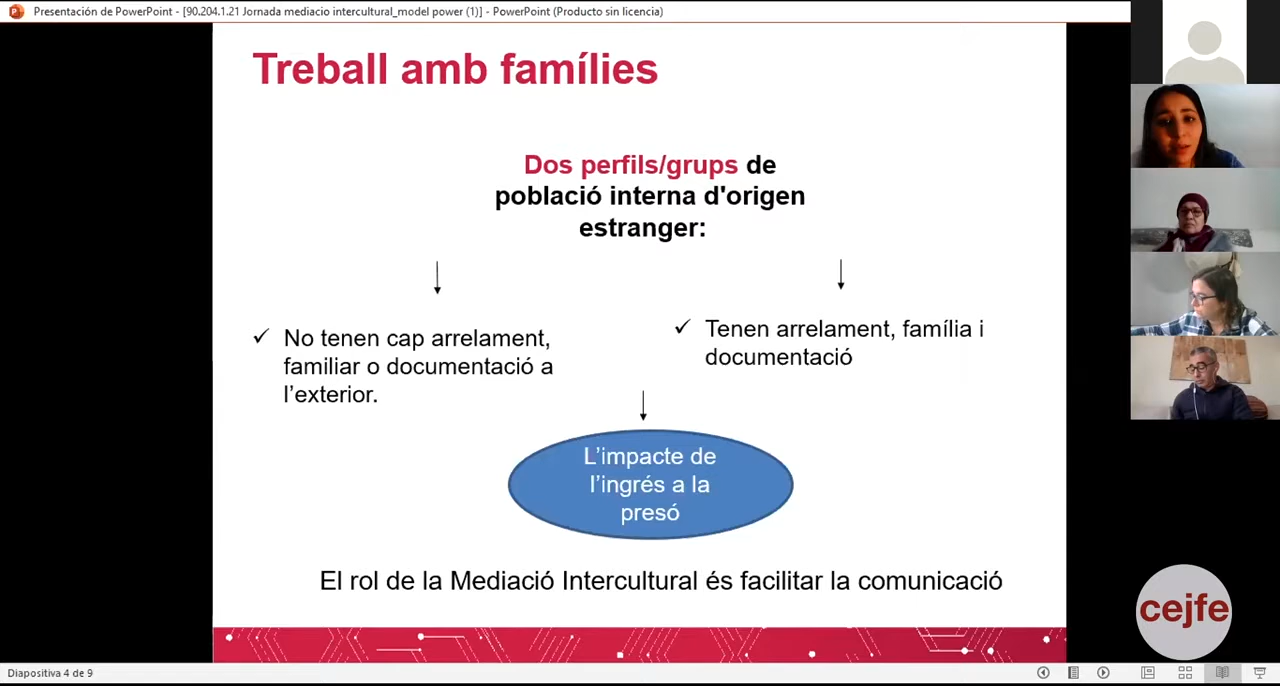 Presentación de PowerPoint - [90.204.1.21 Jornada mediacio intercultural_model power (1)] - PowerPoint (Producto sin licencia)
Treball amb famílies
Dos perfils/grups de
població interna d'origen
estranger:
✓ No tenen cap arrelament,
familiar o documentació a
l’exterior.
✓ Tenen arrelament, família i
documentació
L’impacte de
l’ingrés a la
presó
El rol de la Mediació Intercultural és facilitar la comunicació
cejfe
Diapositiva 4 de 9